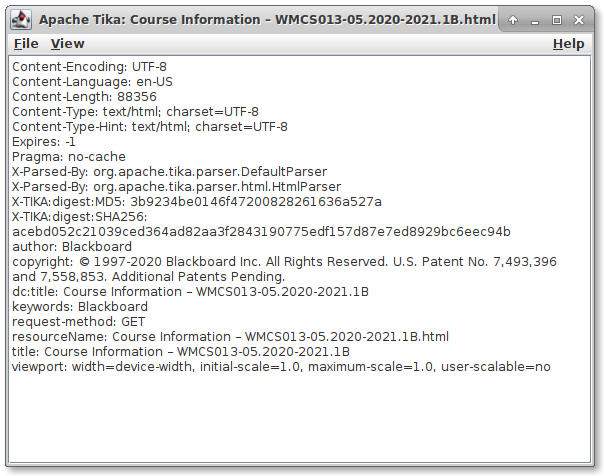 Apache Tika: Course Information – WMCS013-05.2020-2021.1B.html
File View Help
Content-Encoding: UTF-8
Content-Language: en-US
Content-Length: 88356
Content-Type: text/html; charset=UTF-8
Content-Type-Hint: text/html; charset=UTF-8
Expires: -1
Pragma: no-cache
X-Parsed-By: org.apache.tika.parser.DefaultParser
X-Parsed-By: org.apache.tika.parser.html.HtmlParser
X-TIKA:digest:MD5: 3b9234be0146f47200828261636a527a
X-TIKA:digest:SHA256:
acebd052c21039ced364ad82aa3f2843190775edf157d87e7ed8929bc6eec94b
author: Blackboard
copyright: © 1997-2020 Blackboard Inc. All Rights Reserved. U.S. Patent No. 7,493,396
and 7,558,853. Additional Patents Pending.
dc:title: Course Information – WMCS013-05.2020-2021.1B
keywords: Blackboard
request-method: GET
resourceName: Course Information – WMCS013-05.2020-2021.1B.html
title: Course Information – WMCS013-05.2020-2021.1B
viewport: width=device-width, initial-scale=1.0, maximum-scale=1.0, user-scalable=no